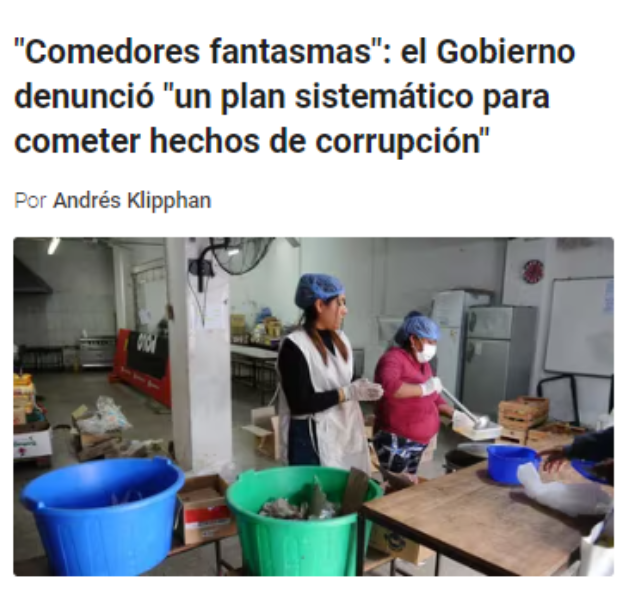 "Comedores fantasmas": el Gobierno
denunció "un plan sistemático para
cometer hechos de corrupción"
Por Andrés Klipphan